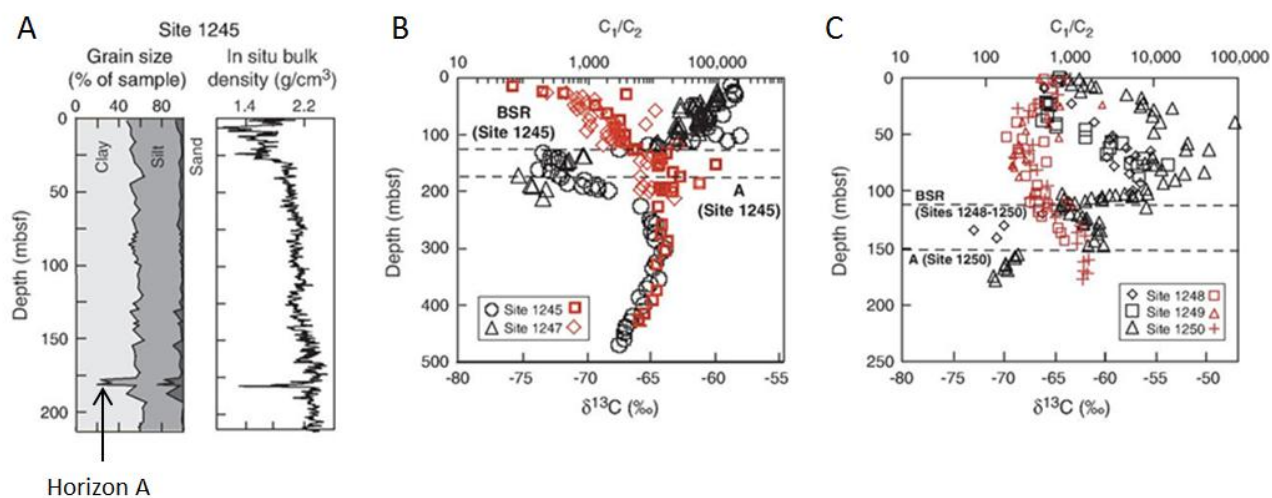 A
Site 1245
Grain size
(% of sample)
In situ bulk
density (g/cm³)
0 40 80
1.4 2.2
Depth (mbsf)
0
50
100
150
200
Clay
Silt
Sand
Horizon A
B
C₁/C₂
1,000 100,000
Depth (mbsf)
0
100
200
300
400
500
BSR
(Site 1245)
A
(Site 1245)
Site 1245
Site 1247
-80 -75 -70 -65 -60 -55
δ¹³C (‰)
C
C₁/C₂
10 100 1,000 10,000 100,000
Depth (mbsf)
0
50
100
150
200
250
BSR
(Sites 1248-1250)
A (Site 1250)
Site 1248
Site 1249
Site 1250
-80 -75 -70 -65 -60 -55 -50
δ¹³C (‰)